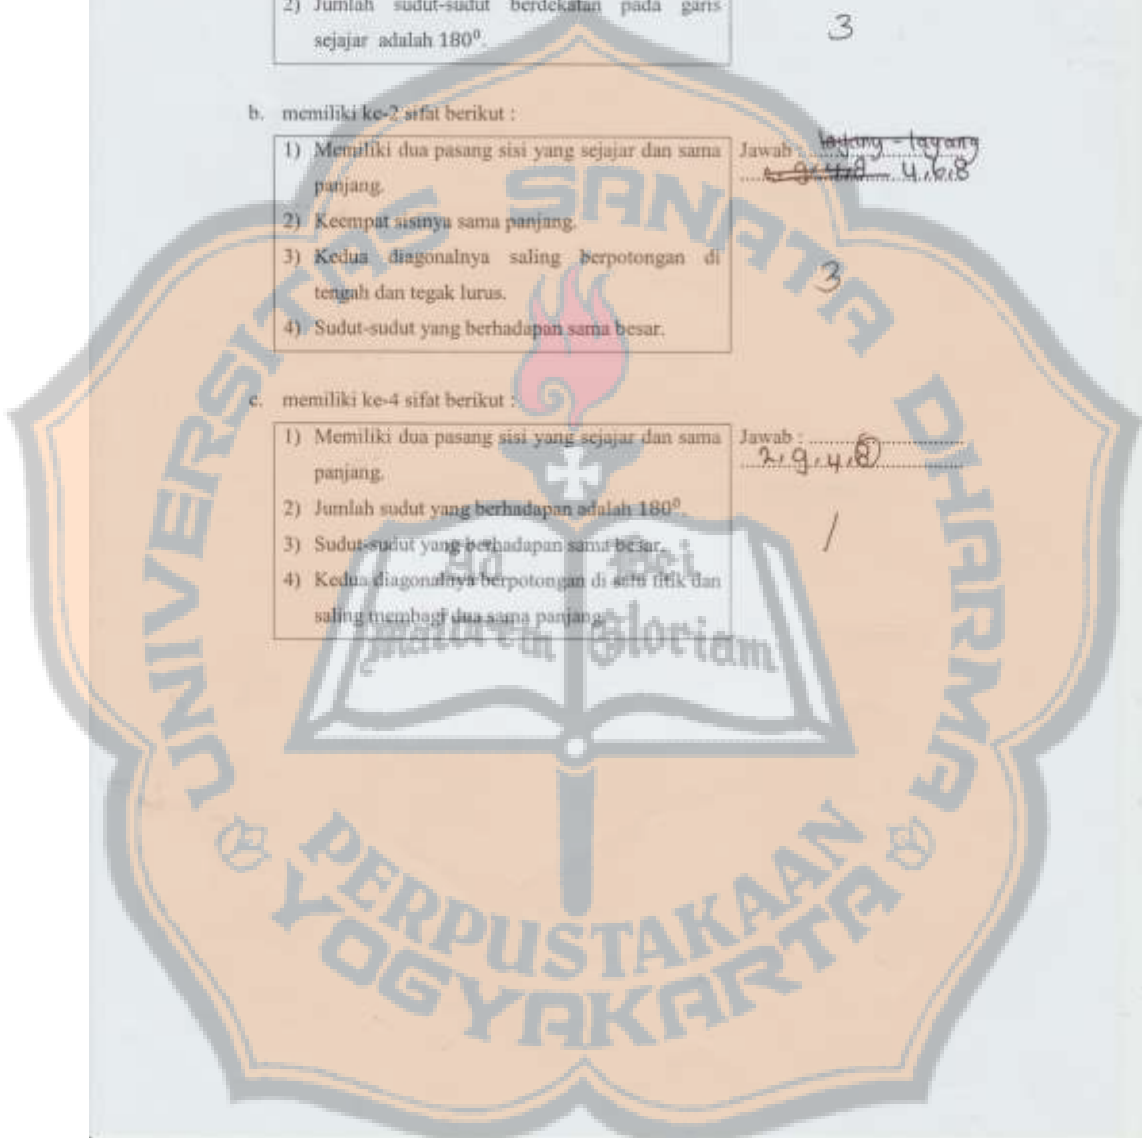 2) Jumlah sudut-sudut berdekatan pada garis
sejajar adalah 180⁰.
3
b. memiliki ke-2 sifat berikut :
1) Memiliki dua pasang sisi yang sejajar dan sama
panjang.
2) Keempat sisinya sama panjang.
3) Kedua diagonalnya saling berpotongan di
tengah dan tegak lurus.
4) Sudut-sudut yang berhadapan sama besar.
Jawab : layang - layang
2, 9, 4, 8 4, 6, 8
3
c. memiliki ke-4 sifat berikut :
1) Memiliki dua pasang sisi yang sejajar dan sama
panjang.
2) Jumlah sudut yang berhadapan adalah 180⁰.
3) Sudut-sudut yang berhadapan sama besar.
4) Kedua diagonalnya berpotongan di satu titik dan
saling membagi dua sama panjang.
Jawab :
2, 9, 4, 8
1
UNIVERSITAS SANATA DHARMA
Ad Dei
Maiorem Gloriam
PERPUSTAKAAN
YOGYAKARTA